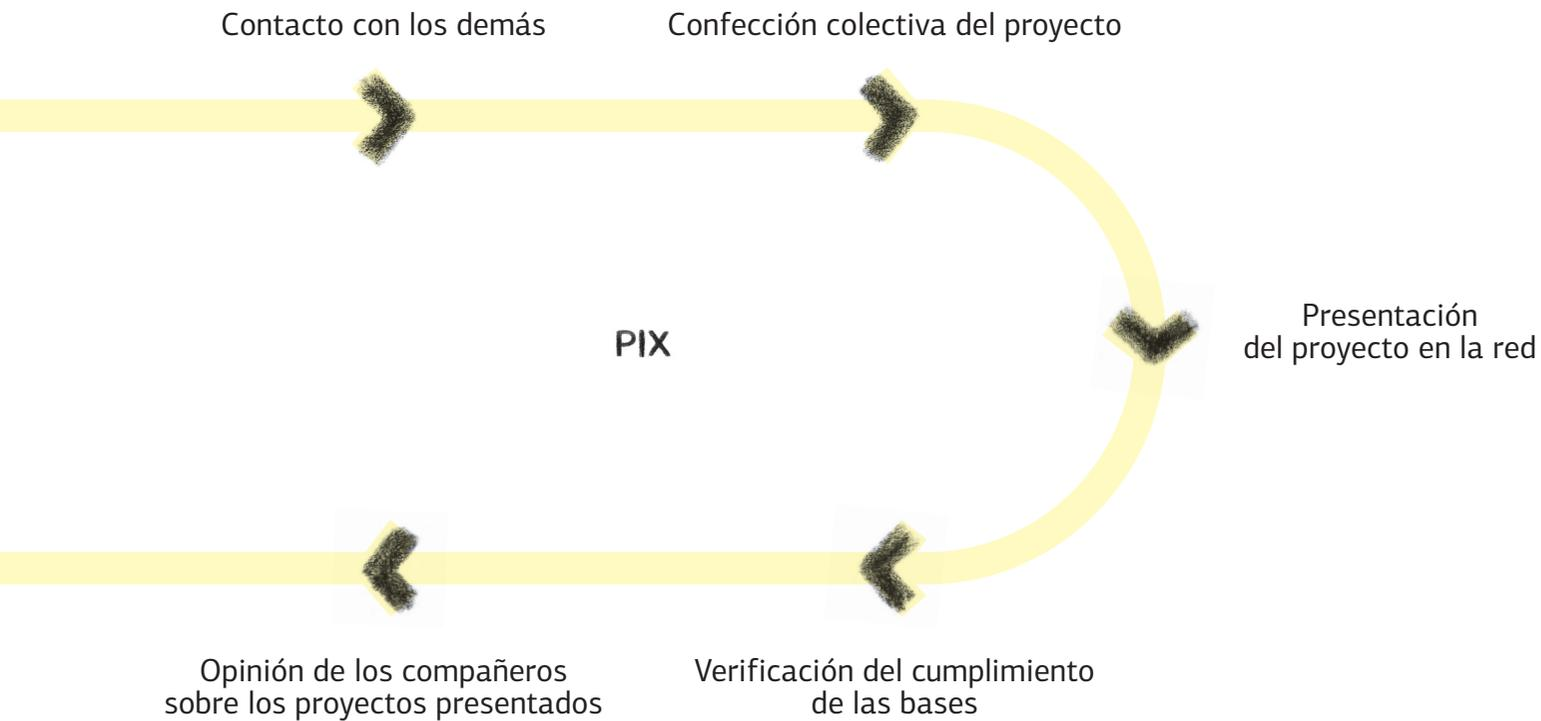 Contacto con los demás
Confección colectiva del proyecto
PIX
Presentación
del proyecto en la red
Opinión de los compañeros
sobre los proyectos presentados
Verificación del cumplimiento
de las bases